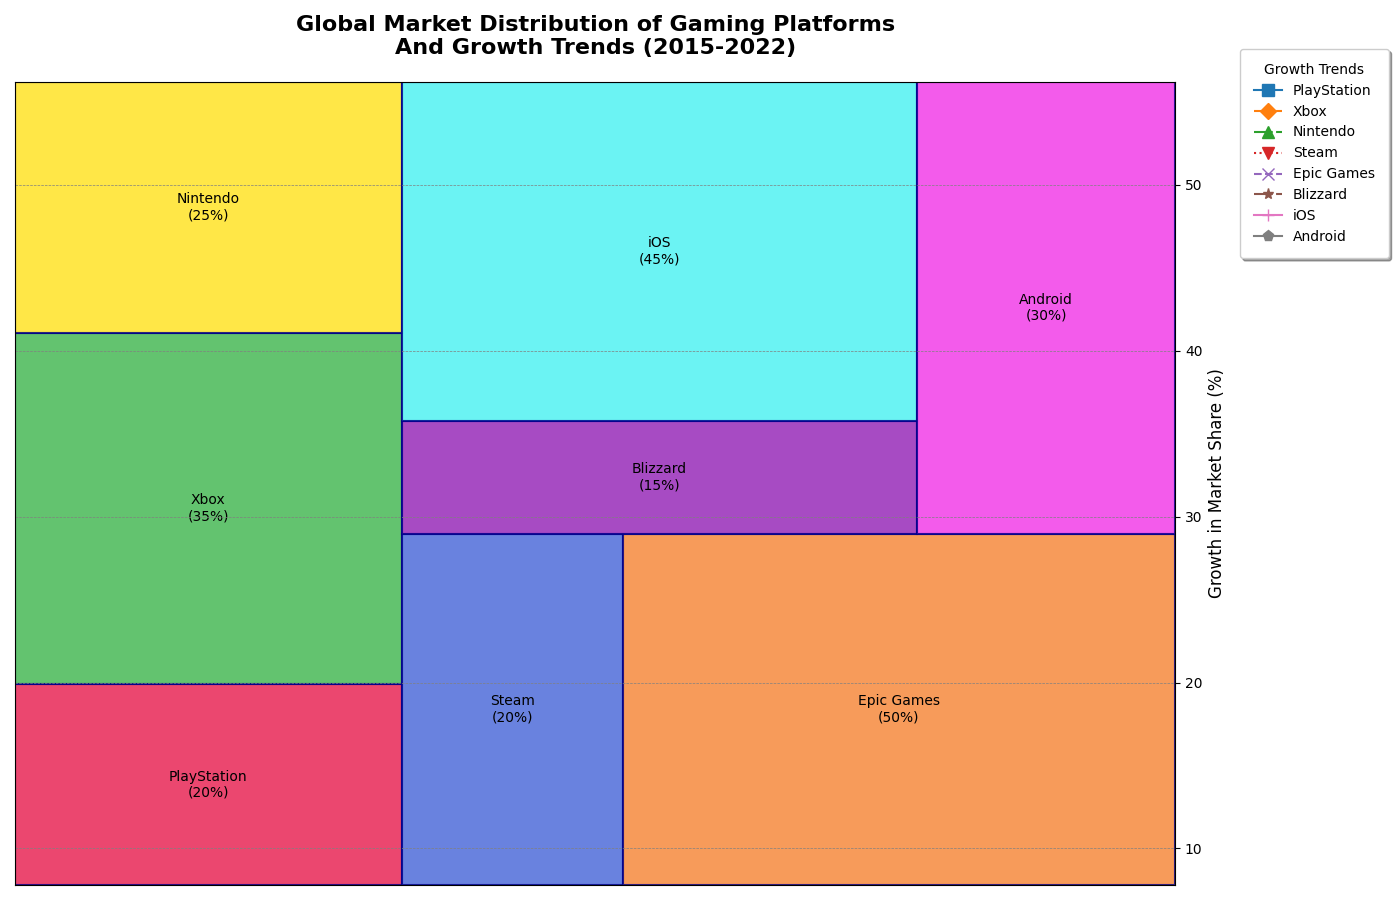 Global Market Distribution of Gaming Platforms
And Growth Trends (2015-2022)
Growth Trends
PlayStation
Xbox
Nintendo
Steam
Epic Games
Blizzard
iOS
Android
Nintendo
(25%)
iOS
(45%)
Android
(30%)
Xbox
(35%)
Blizzard
(15%)
Steam
(20%)
Epic Games
(50%)
PlayStation
(20%)
50
40
30
20
10
Growth in Market Share (%)